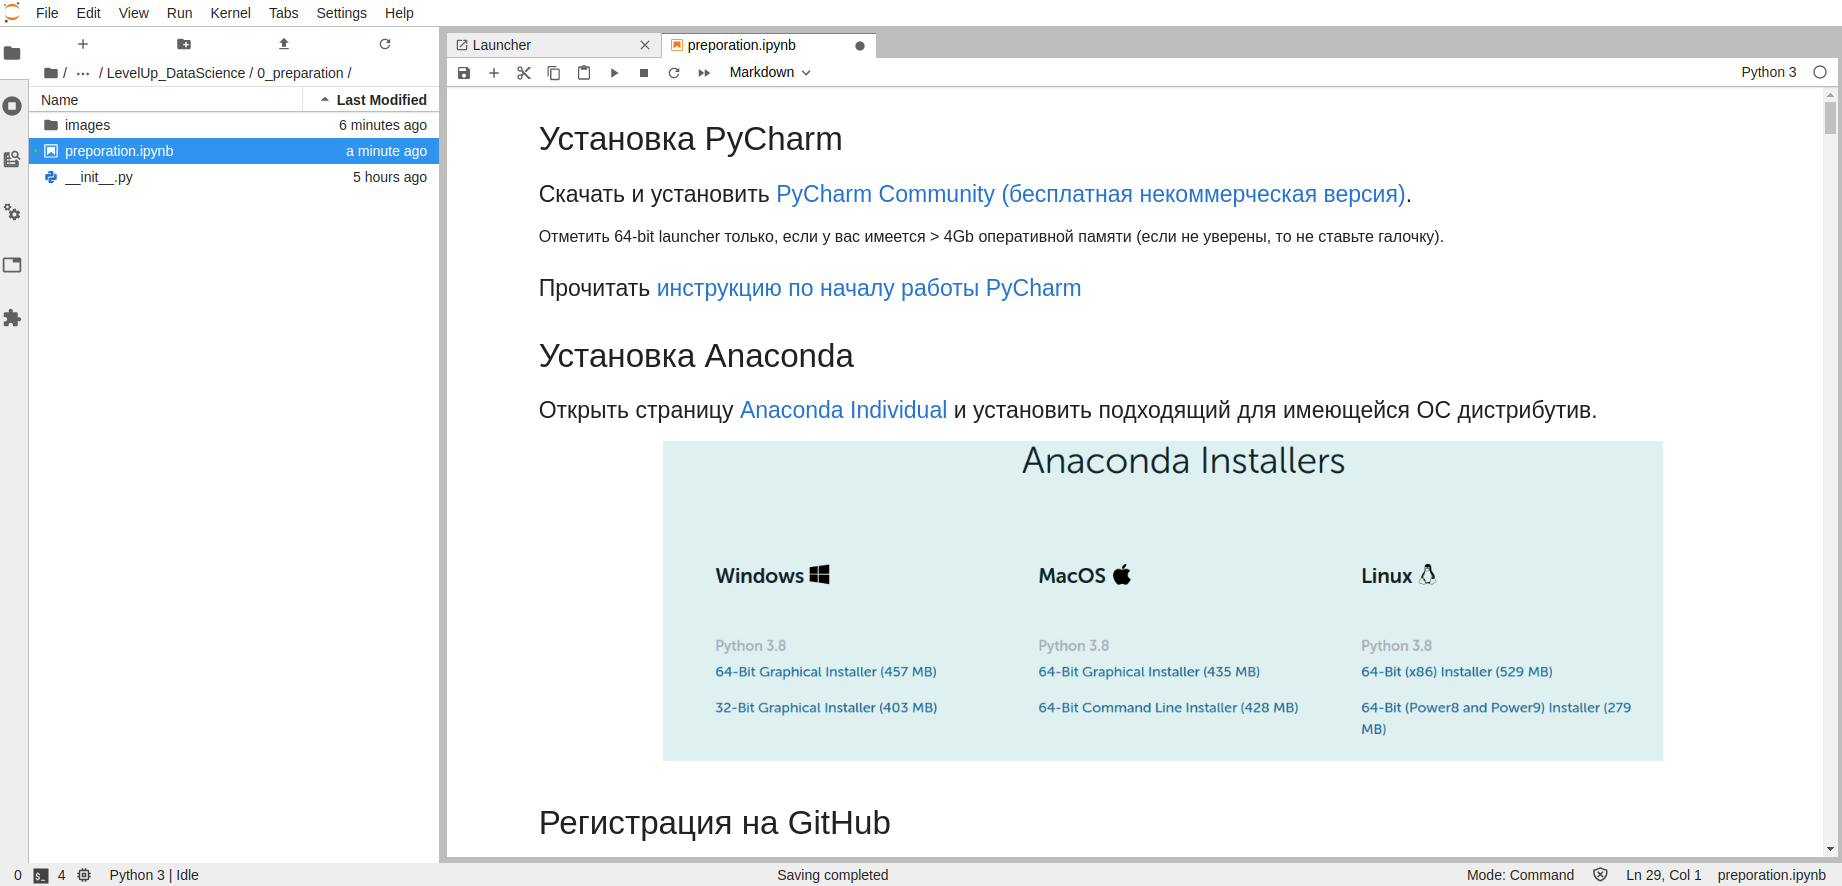 File Edit View Run Kernel Tabs Settings Help
/ ... / LevelUp_DataScience / 0_preparation /
Name Last Modified
images 6 minutes ago
preporation.ipynb a minute ago
__init__.py 5 hours ago
Launcher
preporation.ipynb
Markdown
Python 3
Установка PyCharm
Скачать и установить PyCharm Community (бесплатная некоммерческая версия).
Отметить 64-bit launcher только, если у вас имеется > 4Gb оперативной памяти (если не уверены, то не ставьте галочку).
Прочитать инструкцию по началу работы PyCharm
Установка Anaconda
Открыть страницу Anaconda Individual и установить подходящий для имеющейся ОС дистрибутив.
Anaconda Installers
Windows
MacOS
Linux
Python 3.8
Python 3.8
Python 3.8
64-Bit Graphical Installer (457 MB)
64-Bit Graphical Installer (435 MB)
64-Bit (x86) Installer (529 MB)
32-Bit Graphical Installer (403 MB)
64-Bit Command Line Installer (428 MB)
64-Bit (Power8 and Power9) Installer (279
MB)
Регистрация на GitHub
0 $_ 4 Python 3 | Idle
Saving completed
Mode: Command Ln 29, Col 1 preporation.ipynb